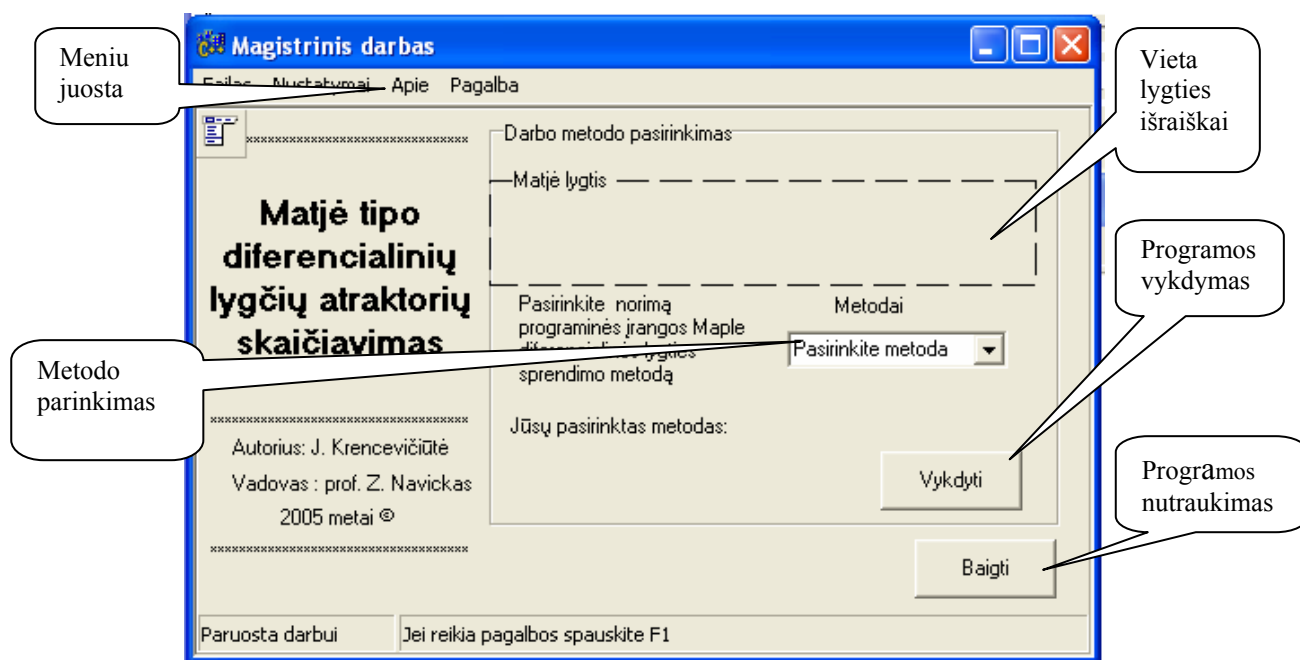 Magistrinis darbas
Failas Nustatymai Apie Pagalba
Meniu
juosta
Vieta
lygties
išraiškai
Darbo metodo pasirinkimas
Matjė lygtis
Matjė tipo
diferencialinių
lygčių atraktorių
skaičiavimas
Programos
vykdymas
Pasirinkite norimą
programinės įrangos Maple
diferencialinės lygties
sprendimo metodą
Metodai
Pasirinkite metoda
Metodo
parinkimas
Jūsų pasirinktas metodas:
xxxxxxxxxxxxxxxxxxxxxxxxxxxxxxxxxxxx
Autorius: J. Krencevičiūtė
Vadovas : prof. Z. Navickas
2005 metai ©
Vykdyti
Programos
nutraukimas
Baigti
Paruosta darbui
Jei reikia pagalbos spauskite F1